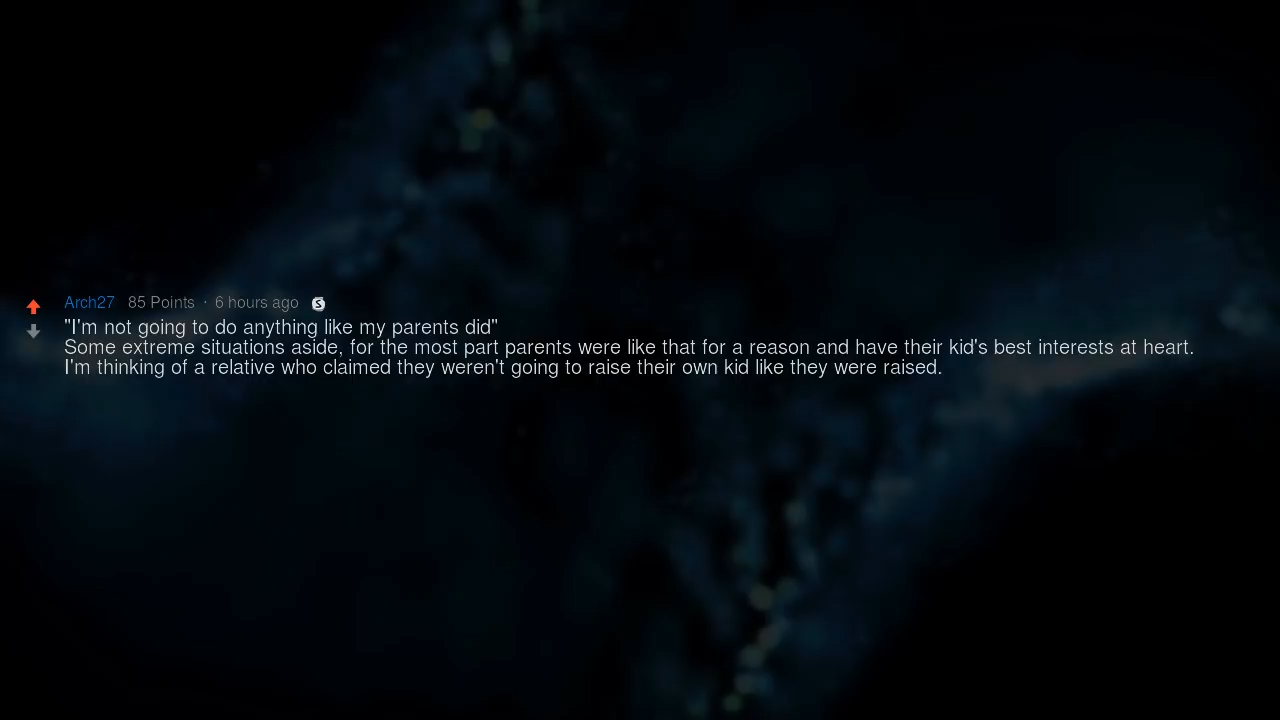 Arch27 85 Points · 6 hours ago S
"I'm not going to do anything like my parents did"
Some extreme situations aside, for the most part parents were like that for a reason and have their kid's best interests at heart.
I'm thinking of a relative who claimed they weren't going to raise their own kid like they were raised.